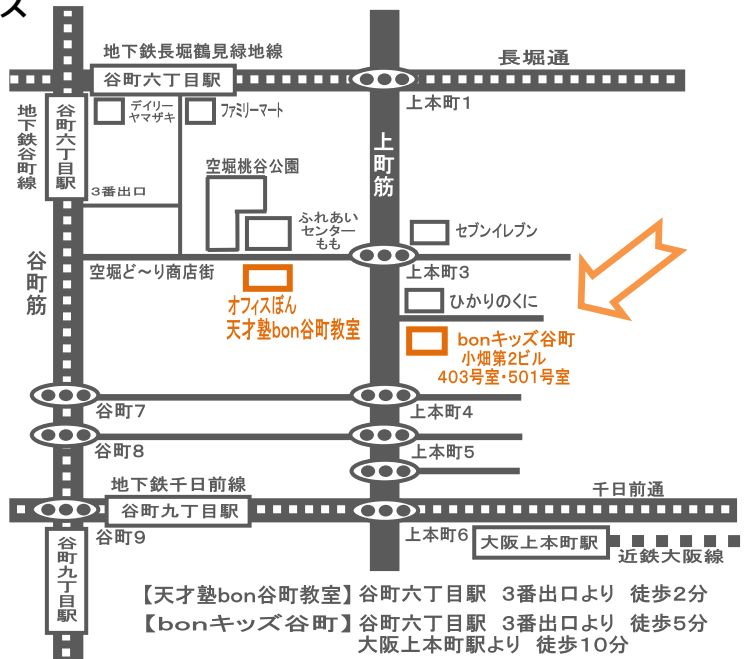 ス
地下鉄長堀鶴見緑地線
長堀通
谷町六丁目駅
上本町1
地下鉄谷町線
谷町六丁目駅
デイリー
ヤマザキ
ファミリーマート
上町筋
3番出口
空堀桃谷公園
ふれあい
センター
もも
セブンイレブン
谷町筋
空堀ど〜り商店街
上本町3
オフィスぽん
天才塾bon谷町教室
ひかりのくに
bonキッズ谷町
小畑第2ビル
403号室・501号室
谷町7
上本町4
谷町8
上本町5
地下鉄千日前線
千日前通
谷町九丁目駅
谷町9
上本町6
大阪上本町駅
近鉄大阪線
谷町九丁目駅
【天才塾bon谷町教室】谷町六丁目駅 3番出口より 徒歩2分
【bonキッズ谷町】谷町六丁目駅 3番出口より 徒歩5分
大阪上本町駅より 徒歩10分